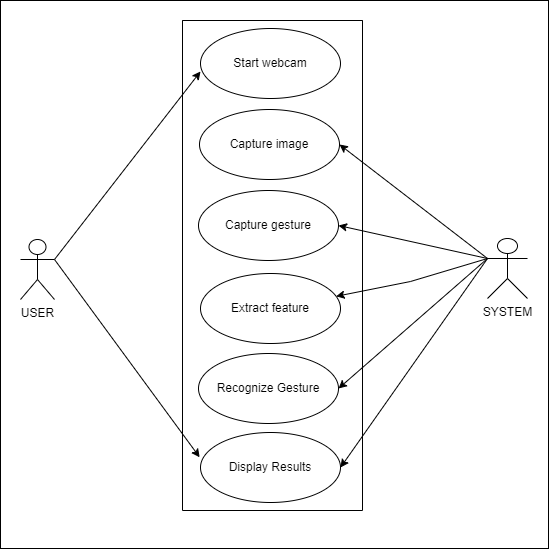 Start webcam
Capture image
Capture gesture
Extract feature
Recognize Gesture
Display Results
USER
SYSTEM